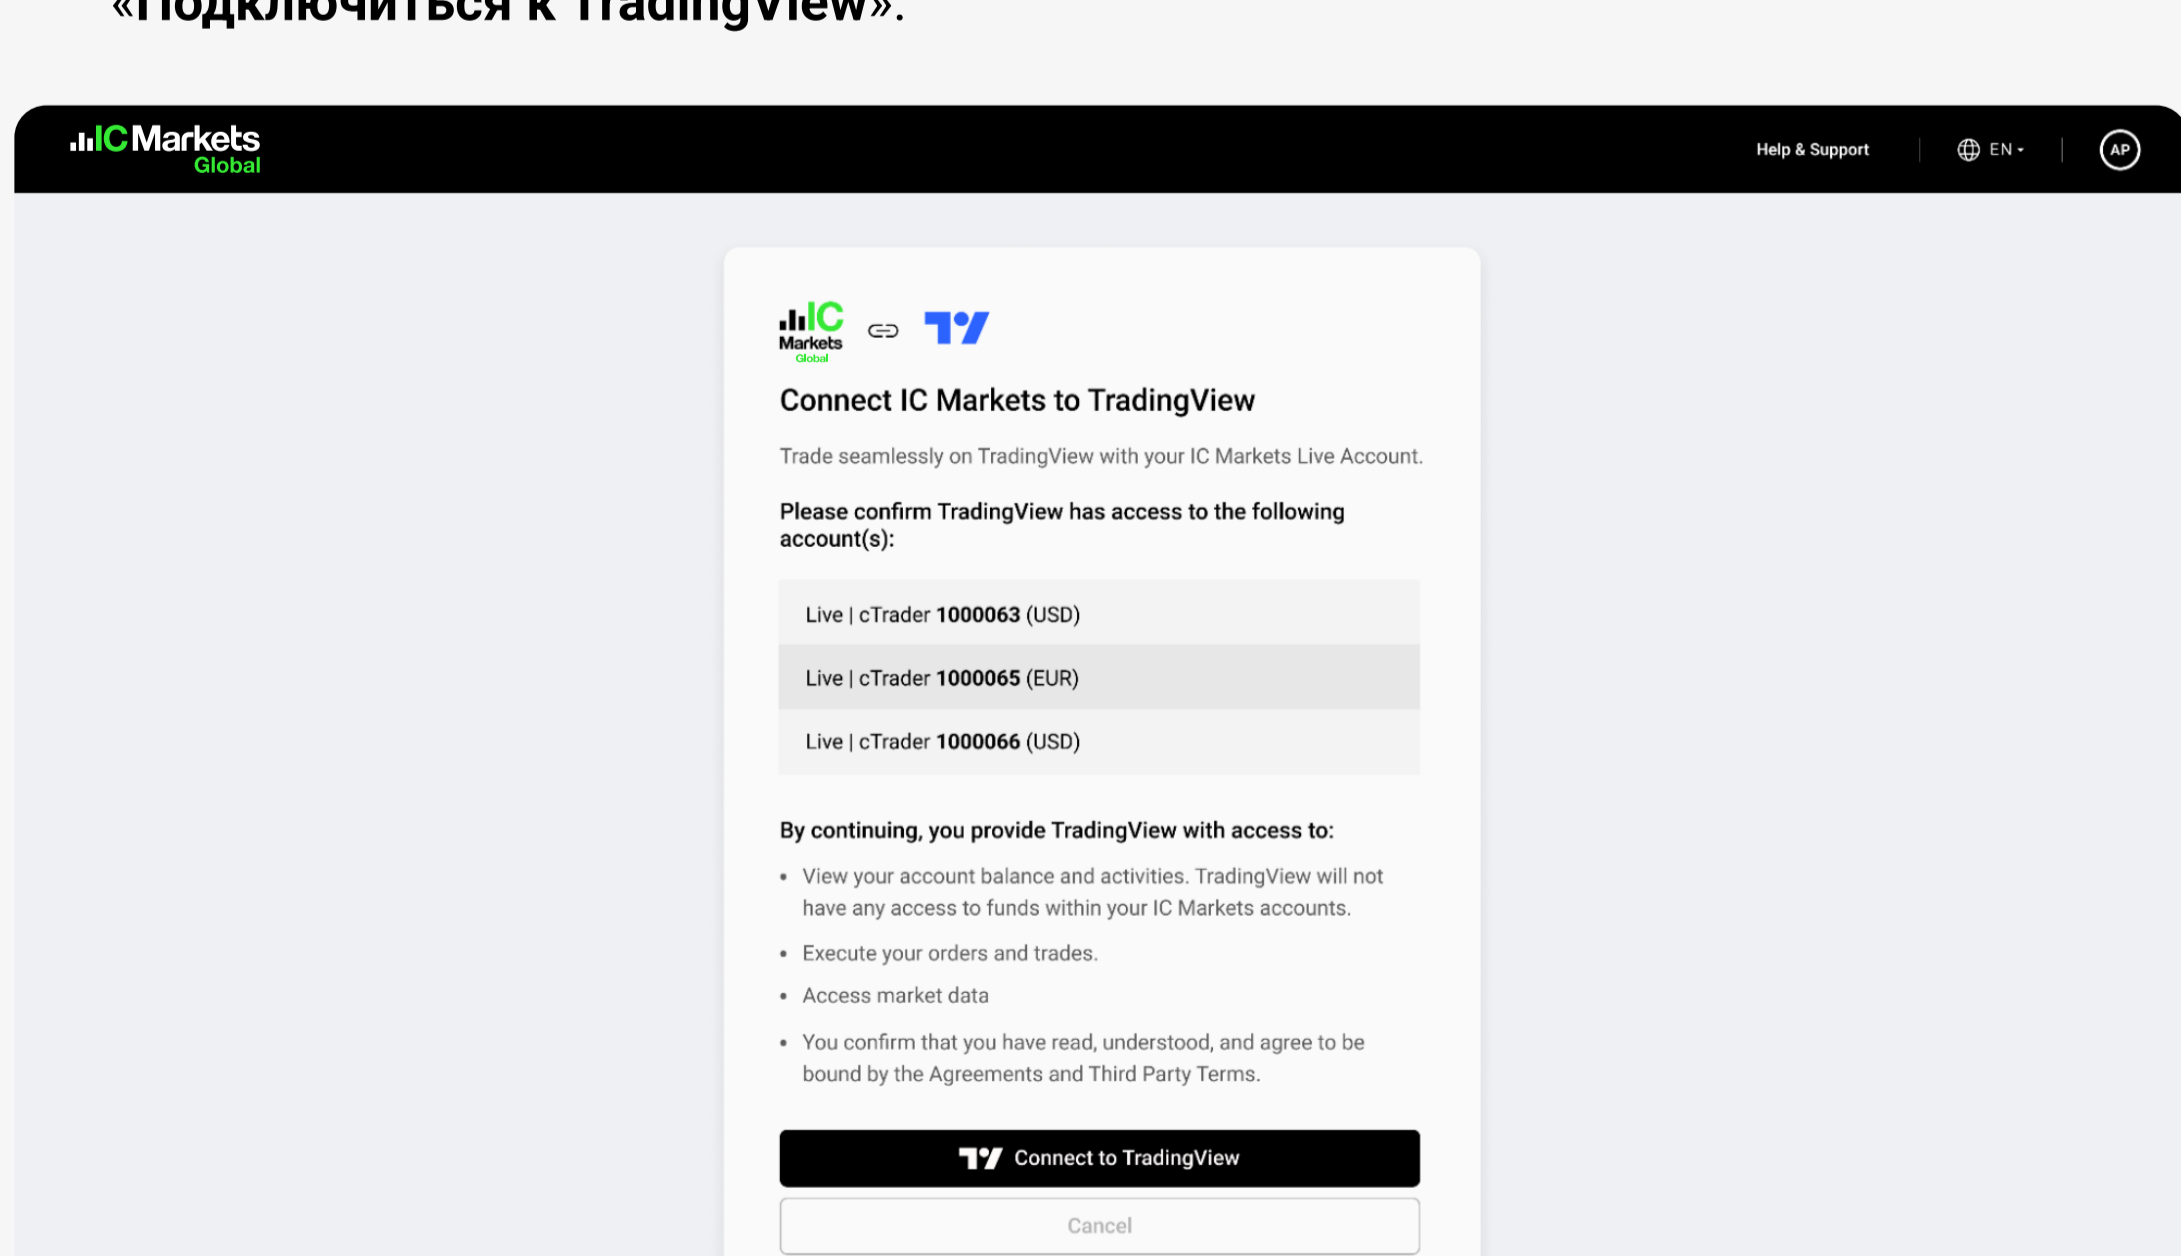 «Подключиться к TradingView».
IC Markets
Global
Help & Support
EN
AP
IC
Markets
Global
Connect IC Markets to TradingView
Trade seamlessly on TradingView with your IC Markets Live Account.
Please confirm TradingView has access to the following
account(s):
Live | cTrader 1000063 (USD)
Live | cTrader 1000065 (EUR)
Live | cTrader 1000066 (USD)
By continuing, you provide TradingView with access to:
• View your account balance and activities. TradingView will not
have any access to funds within your IC Markets accounts.
• Execute your orders and trades.
• Access market data
• You confirm that you have read, understood, and agree to be
bound by the Agreements and Third Party Terms.
Connect to TradingView
Cancel